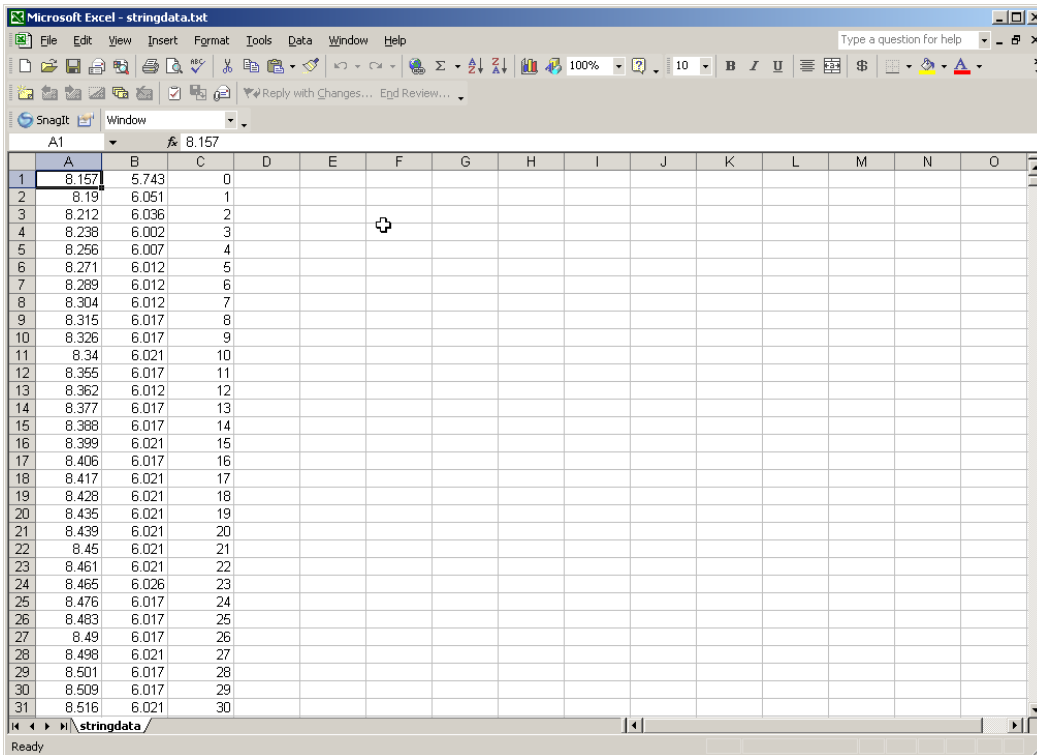 Microsoft Excel - stringdata.txt
File Edit View Insert Format Tools Data Window Help Type a question for help
100% 10 B I U $ A
Reply with Changes... End Review...
SnagIt Window
A1 fx 8.157
A B C D E F G H I J K L M N O
1 8.157 5.743 0
2 8.19 6.051 1
3 8.212 6.036 2
4 8.238 6.002 3
5 8.256 6.007 4
6 8.271 6.012 5
7 8.289 6.012 6
8 8.304 6.012 7
9 8.315 6.017 8
10 8.326 6.017 9
11 8.34 6.021 10
12 8.355 6.017 11
13 8.362 6.012 12
14 8.377 6.017 13
15 8.388 6.017 14
16 8.399 6.021 15
17 8.406 6.017 16
18 8.417 6.021 17
19 8.428 6.021 18
20 8.435 6.021 19
21 8.439 6.021 20
22 8.45 6.021 21
23 8.461 6.021 22
24 8.465 6.026 23
25 8.476 6.017 24
26 8.483 6.017 25
27 8.49 6.017 26
28 8.498 6.021 27
29 8.501 6.017 28
30 8.509 6.017 29
31 8.516 6.021 30
stringdata
Ready